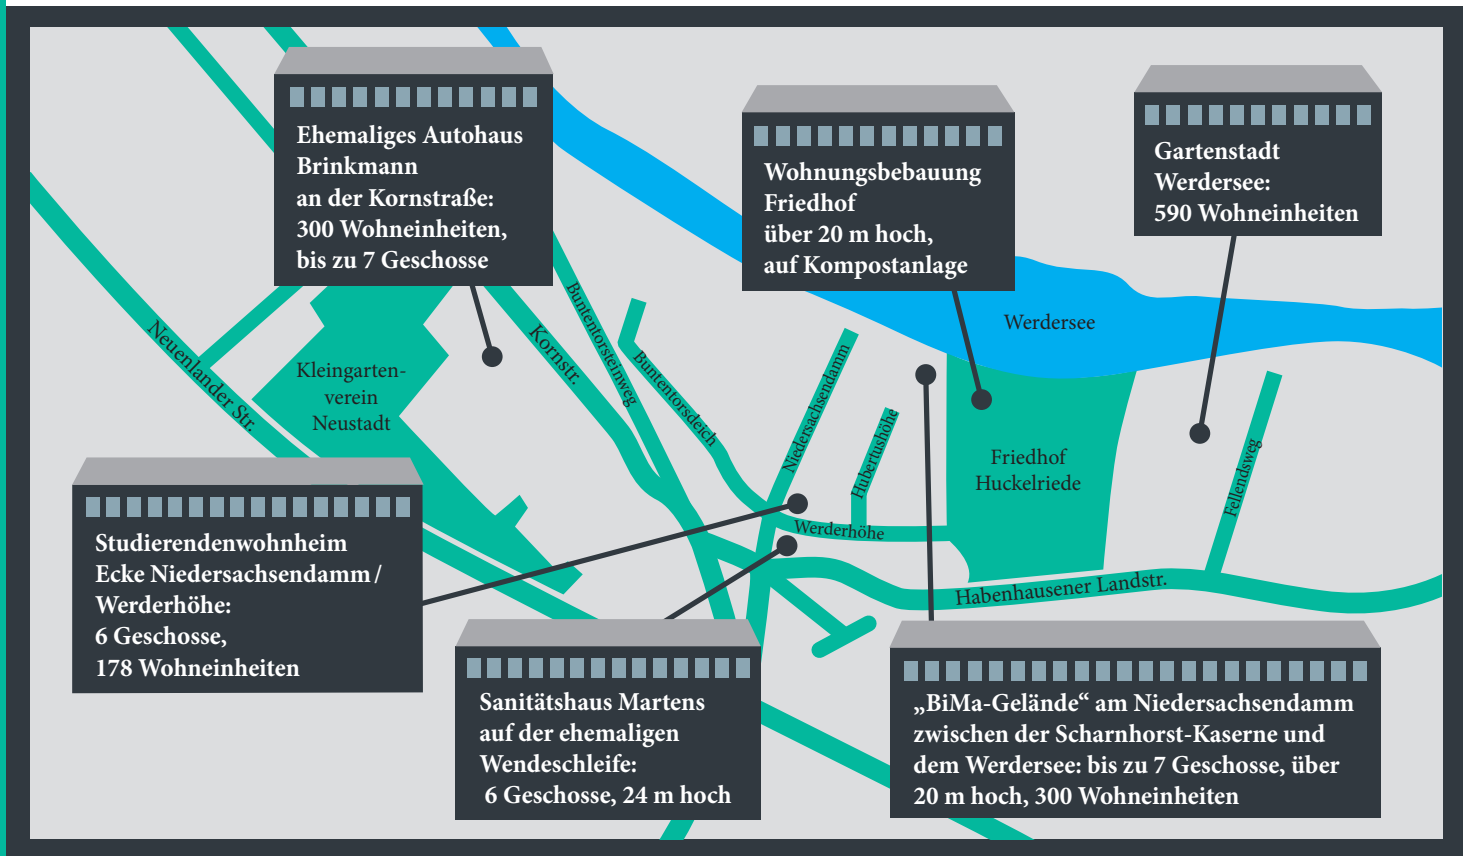 Ehemaliges Autohaus
Brinkmann
an der Kornstraße:
300 Wohneinheiten,
bis zu 7 Geschosse
Wohnungsbebauung
Friedhof
über 20 m hoch,
auf Kompostanlage
Gartenstadt
Werdersee:
590 Wohneinheiten
Werdersee
Neuenlander Str.
Kleingarten-
verein
Neustadt
Kornstr.
Buntentorsteinweg
Buntentorsdeich
Niedersachsendamm
Hubertushöhe
Werderhöhe
Friedhof
Huckelriede
Fellendsweg
Habenhausener Landstr.
Studierendenwohnheim
Ecke Niedersachsendamm /
Werderhöhe:
6 Geschosse,
178 Wohneinheiten
Sanitätshaus Martens
auf der ehemaligen
Wendeschleife:
6 Geschosse, 24 m hoch
„BiMa-Gelände“ am Niedersachsendamm
zwischen der Scharnhorst-Kaserne und
dem Werdersee: bis zu 7 Geschosse, über
20 m hoch, 300 Wohneinheiten